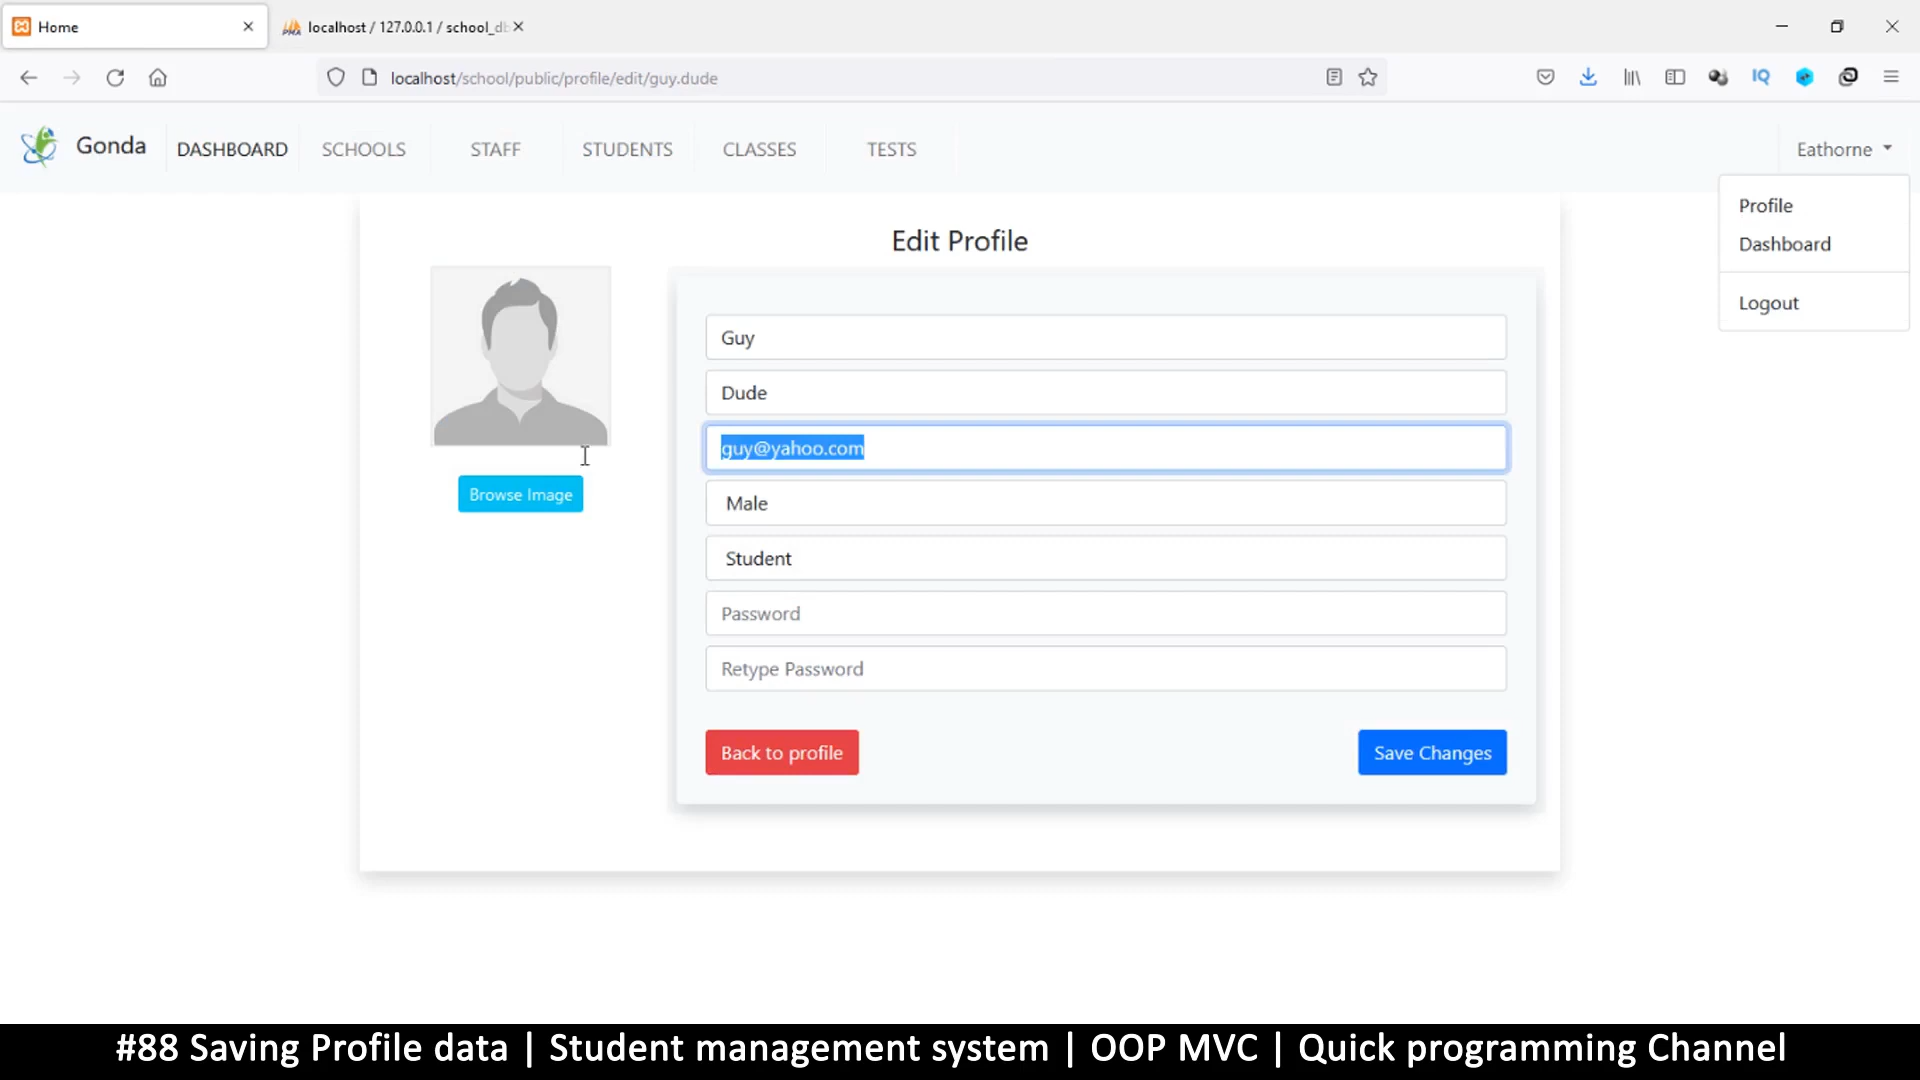 Home
localhost / 127.0.0.1 / school_db
localhost/school/public/profile/edit/guy.dude
IQ
Gonda
DASHBOARD
SCHOOLS
STAFF
STUDENTS
CLASSES
TESTS
Eathorne
Profile
Dashboard
Logout
Edit Profile
Browse Image
Guy
Dude
guy@yahoo.com
Male
Student
Password
Retype Password
Back to profile
Save Changes
#88 Saving Profile data | Student management system | OOP MVC | Quick programming Channel